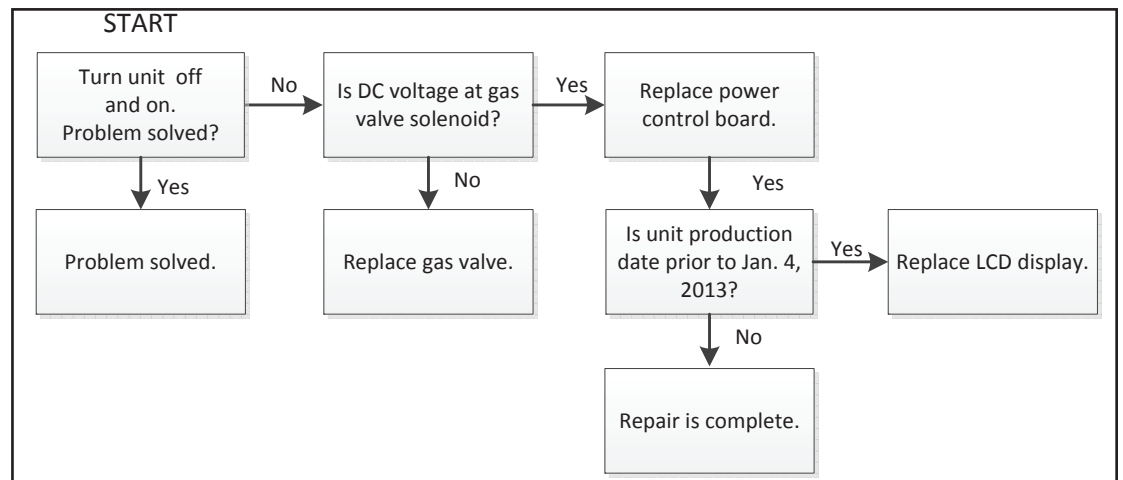 START
Turn unit off
and on.
Problem solved?
No
Is DC voltage at gas
valve solenoid?
Yes
Replace power
control board.
Yes
No
Yes
Problem solved.
Replace gas valve.
Is unit production
date prior to Jan. 4,
2013?
Yes
Replace LCD display.
No
Repair is complete.